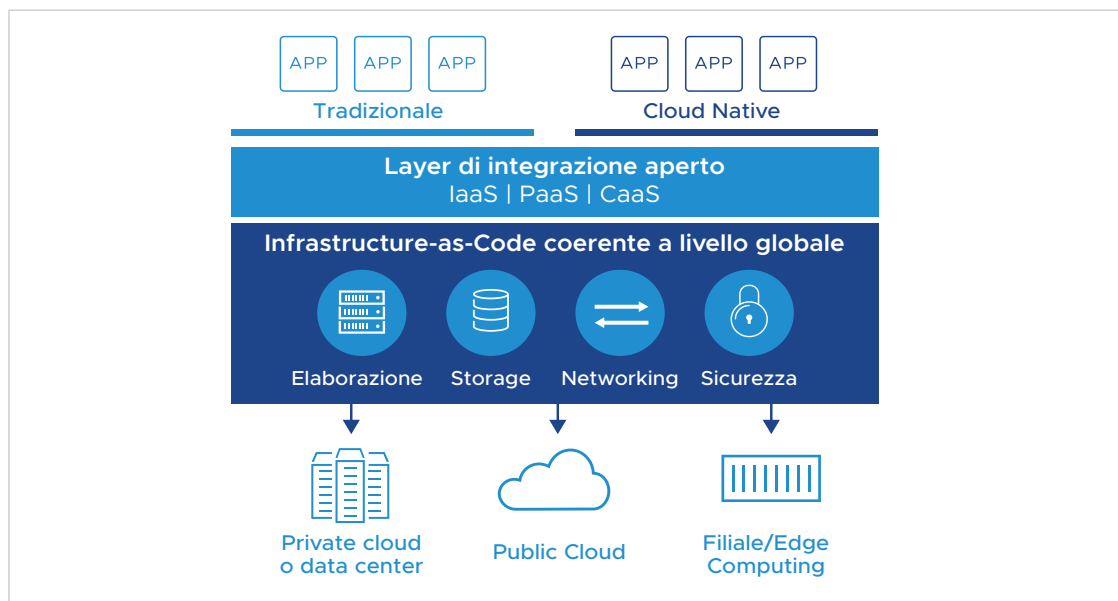 APP APP APP APP APP APP
Tradizionale Cloud Native
Layer di integrazione aperto
IaaS | PaaS | CaaS
Infrastructure-as-Code coerente a livello globale
Elaborazione Storage Networking Sicurezza
Private cloud
o data center
Public Cloud
Filiale/Edge
Computing